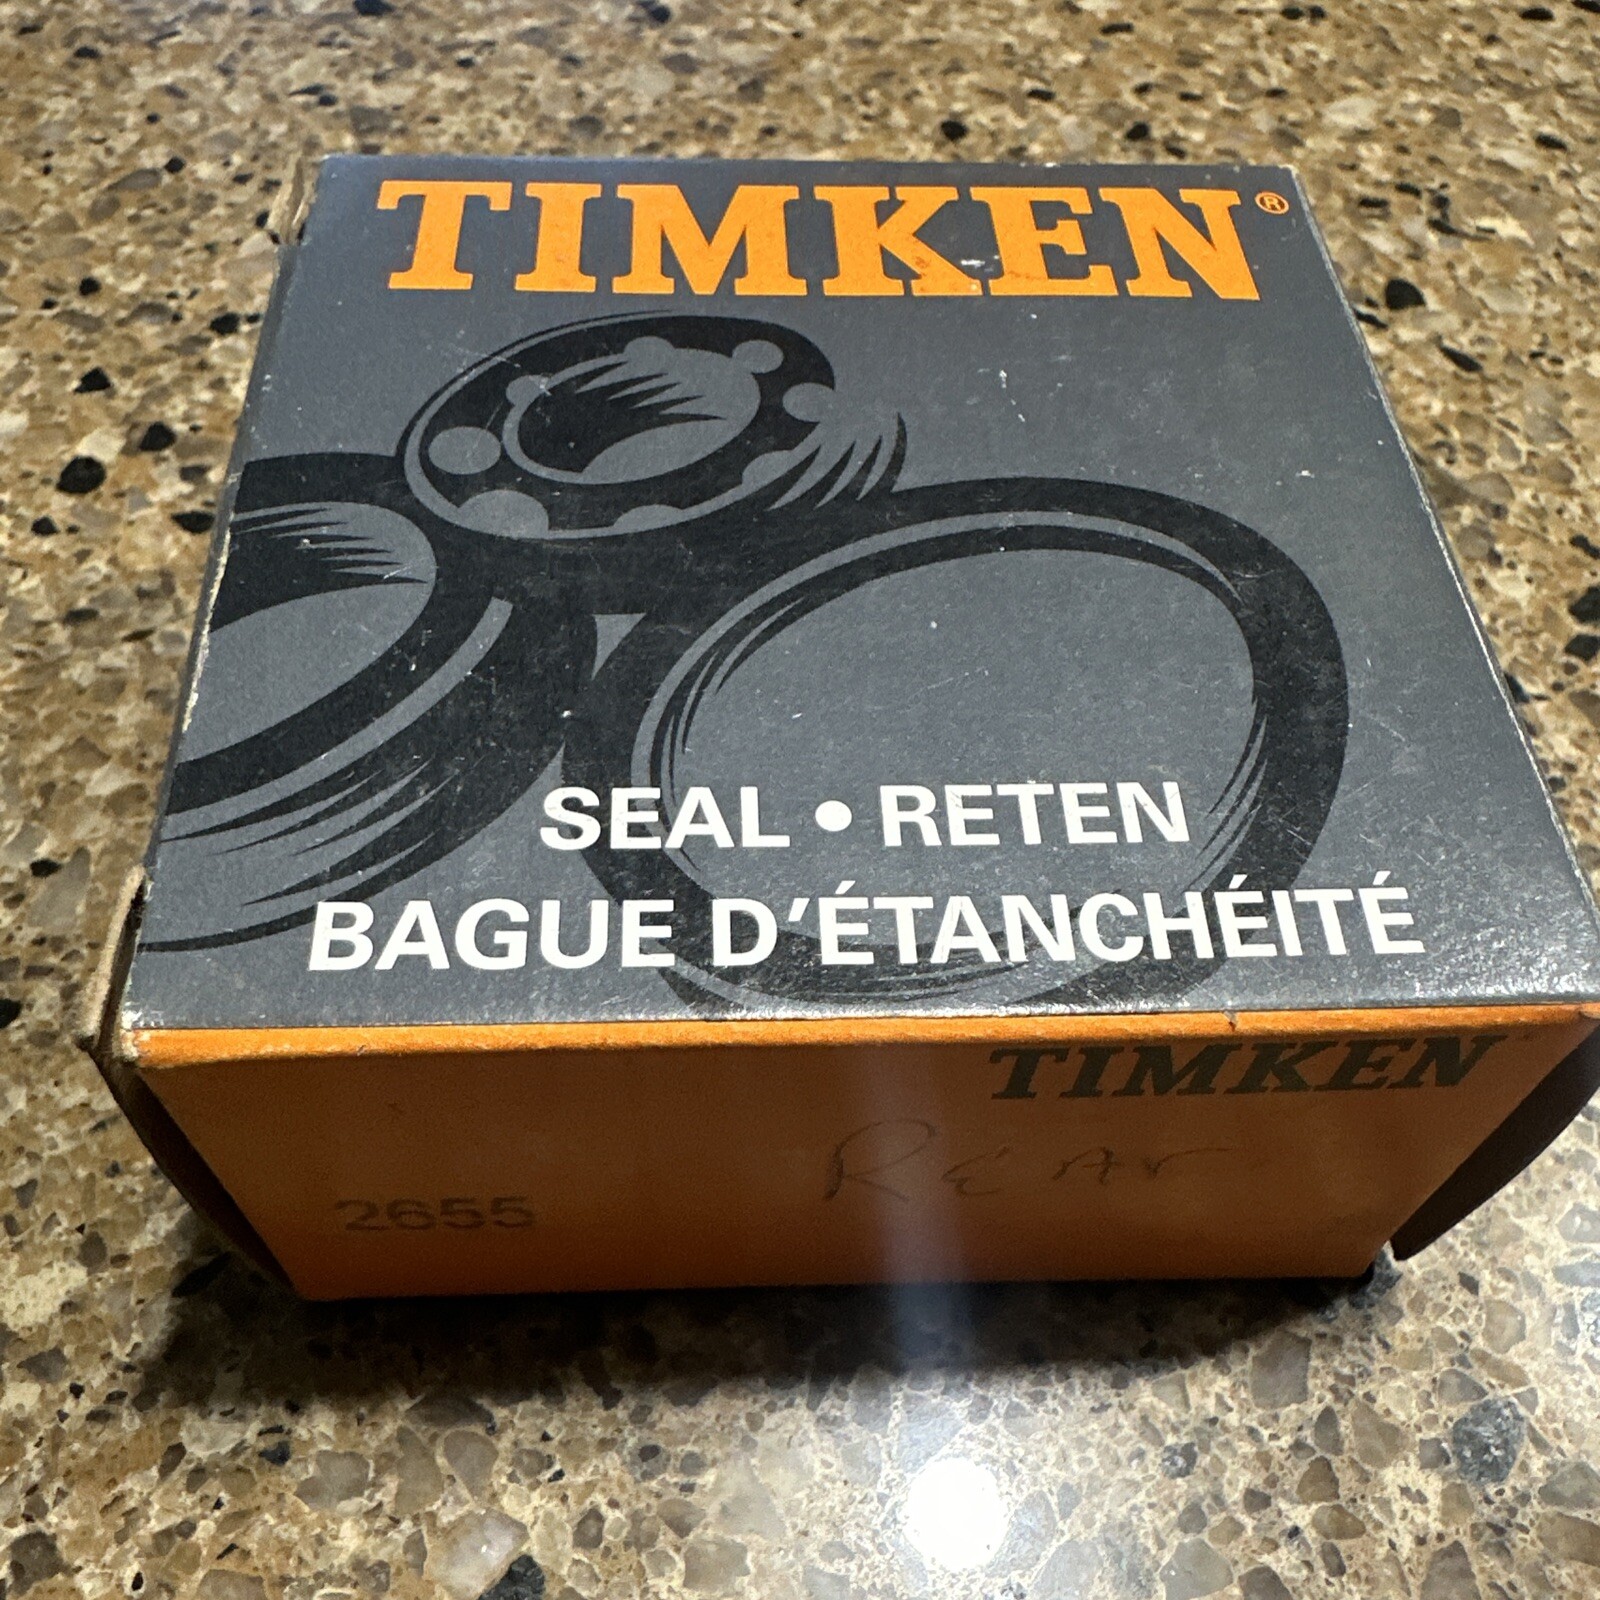 TIMKEN®
SEAL • RETEN
BAGUE D'ÉTANCHÉITÉ
TIMKEN
Rear
2655